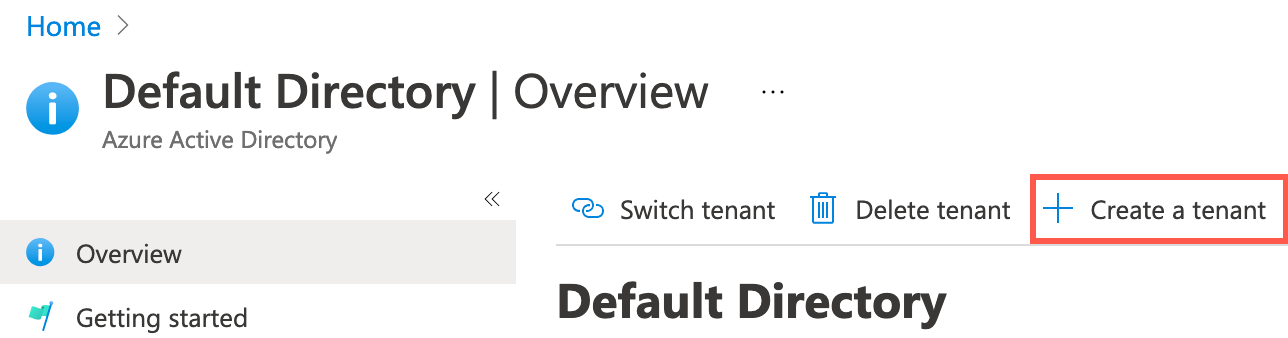 Home
Default Directory | Overview ...
Azure Active Directory
Switch tenant Delete tenant Create a tenant
Overview
Getting started
Default Directory